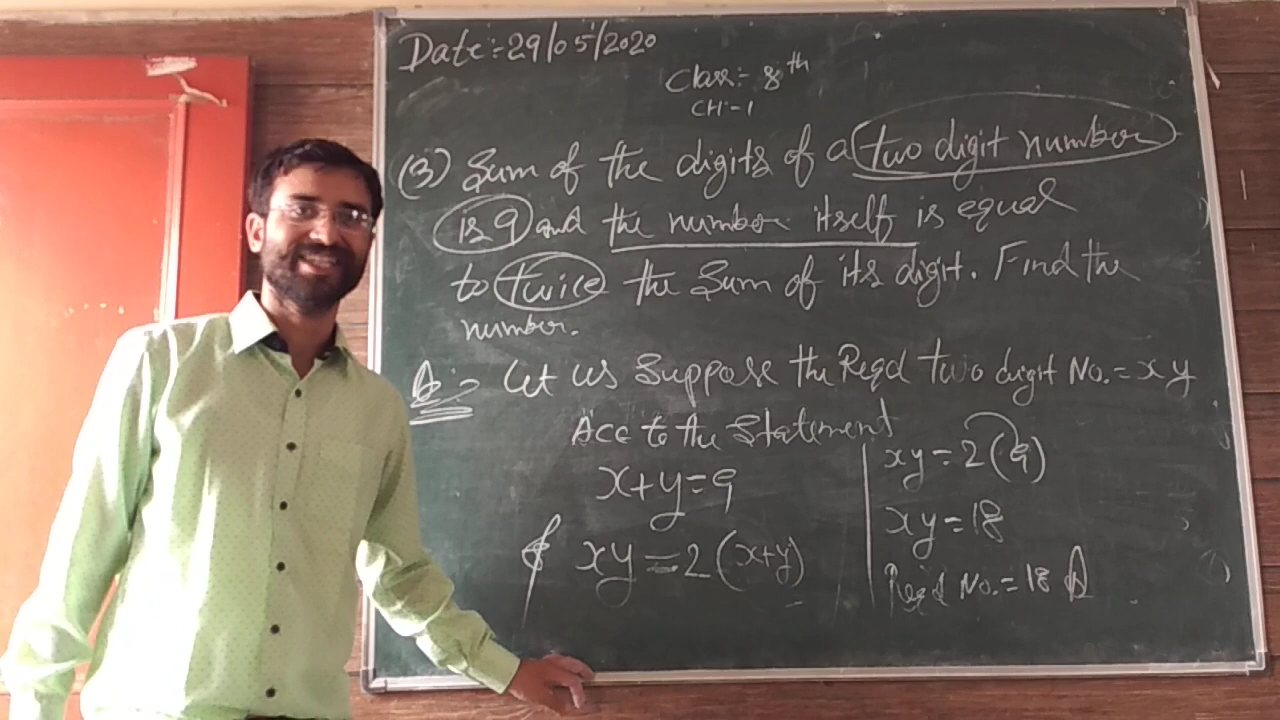 Date:-29/05/2020
Class:- 8th
CH:-1
(3) Sum of the digits of a two digit number
is 9 and the number itself is equal
to twice the sum of its digit. Find the
number.
Let us suppose the Reqd two digit No. = xy
Acc to the statement
x+y=9
xy=2(x+y)
xy=2(9)
xy=18
Reqd No.=18